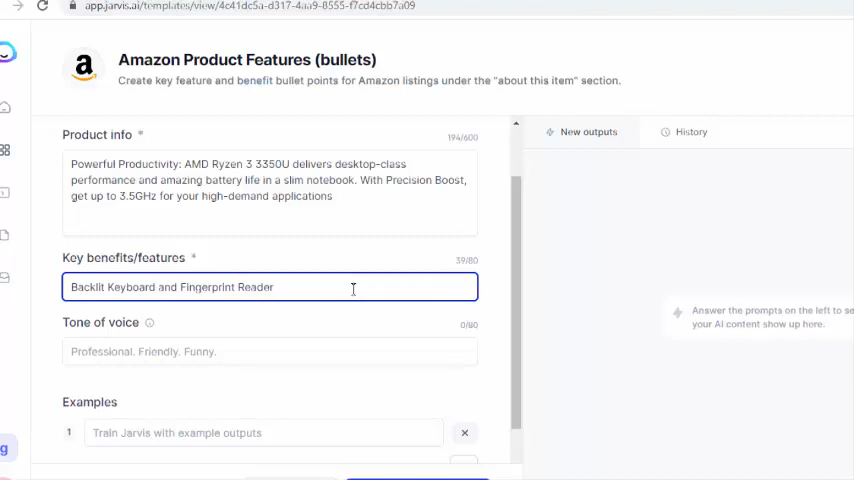 app.jarvis.ai/templates/view/4c41dc5a-d317-4aa9-8555-f7cd4cbb7a09
a
Amazon Product Features (bullets)
Create key feature and benefit bullet points for Amazon listings under the "about this item" section.
Product info *
194/600
Powerful Productivity: AMD Ryzen 3 3350U delivers desktop-class
performance and amazing battery life in a slim notebook. With Precision Boost,
get up to 3.5GHz for your high-demand applications
Key benefits/features *
39/80
Backlit Keyboard and Fingerprint Reader
Tone of voice
0/80
Professional. Friendly. Funny.
Examples
1 Train Jarvis with example outputs
g
New outputs
History
Answer the prompts on the left to se
your AI content show up here.